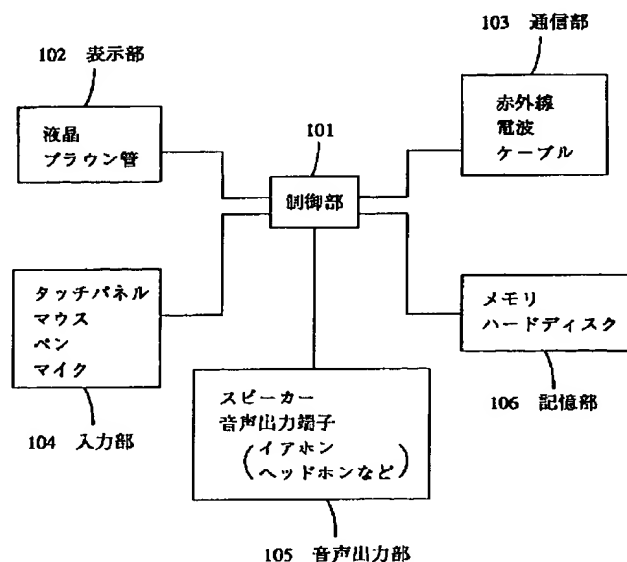 102 表示部
103 通信部
液晶
ブラウン管
101
赤外線
電波
ケーブル
制御部
タッチパネル
マウス
ペン
マイク
メモリ
ハードディスク
104 入力部
スピーカー
音声出力端子
(イアホン
ヘッドホンなど)
106 記憶部
105 音声出力部